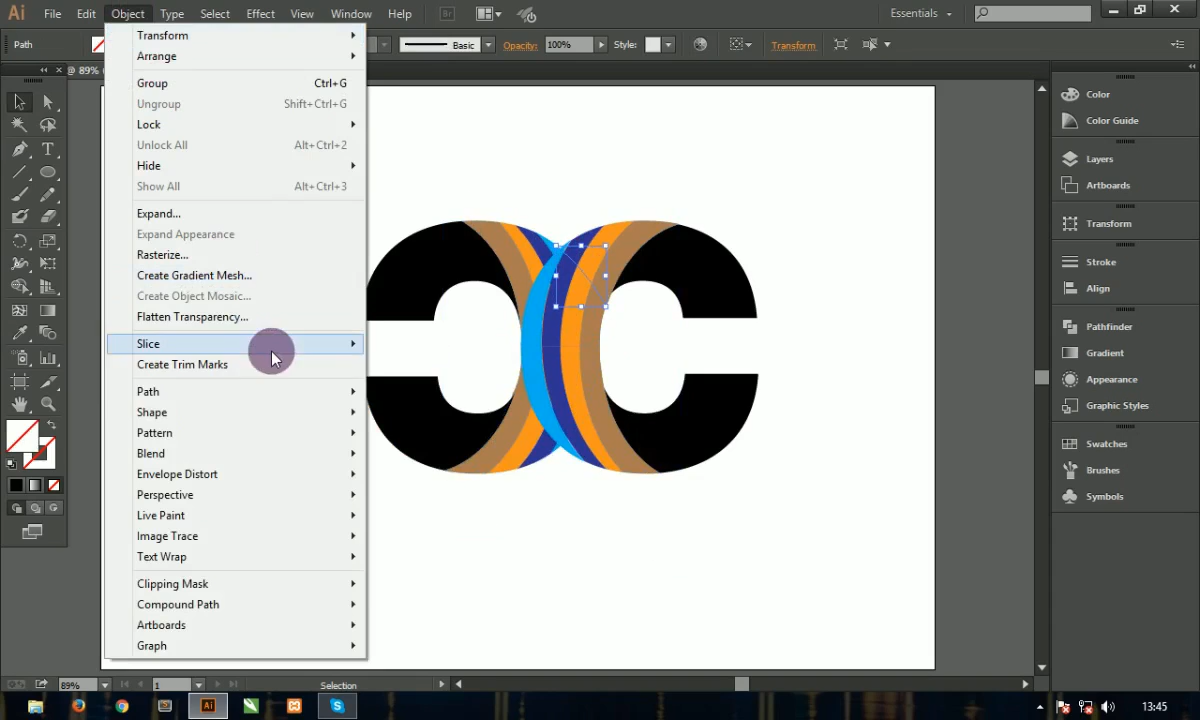 Ai File Edit Object Type Select Effect View Window Help Br Essentials
Path Basic Opacity: 100% Style: Transform
@ 89%
Transform
Arrange
Group Ctrl+G
Ungroup Shift+Ctrl+G
Lock
Unlock All Alt+Ctrl+2
Hide
Show All Alt+Ctrl+3
Expand...
Expand Appearance
Rasterize...
Create Gradient Mesh...
Create Object Mosaic...
Flatten Transparency...
Slice
Create Trim Marks
Path
Shape
Pattern
Blend
Envelope Distort
Perspective
Live Paint
Image Trace
Text Wrap
Clipping Mask
Compound Path
Artboards
Graph
Color
Color Guide
Layers
Artboards
Transform
Stroke
Align
Pathfinder
Gradient
Appearance
Graphic Styles
Swatches
Brushes
Symbols
89% 1 Selection
Ai 13:45